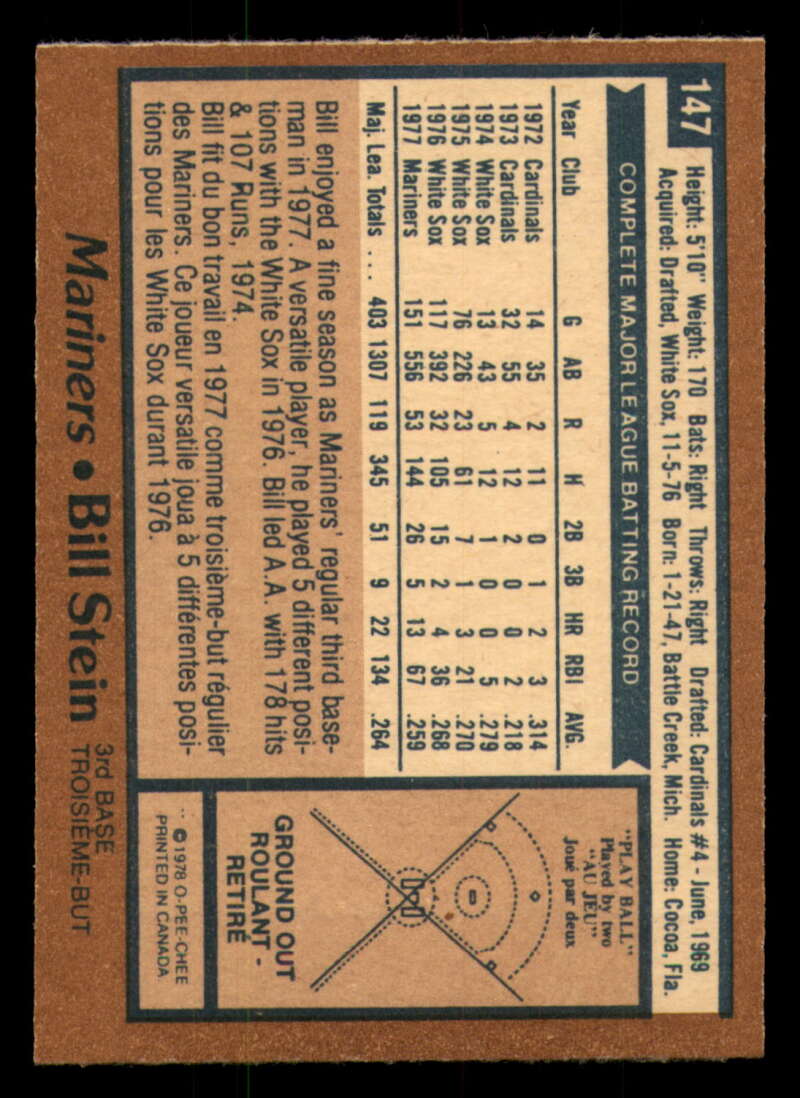 147
Height: 5'10" Weight: 170 Bats: Right Throws: Right Drafted: Cardinals #4 - June, 1969
Acquired: Drafted, White Sox, 11-5-76 Born: 1-21-47, Battle Creek, Mich. Home: Cocoa, Fla.
COMPLETE MAJOR LEAGUE BATTING RECORD
Year Club G AB R H 2B 3B HR RBI AVG.
1972 Cardinals 14 35 2 11 0 1 2 3 .314
1973 Cardinals 32 55 4 12 2 0 0 2 .218
1974 White Sox 13 43 5 12 1 0 0 5 .279
1975 White Sox 76 226 23 61 7 1 3 21 .270
1976 White Sox 117 392 32 105 15 2 4 36 .268
1977 Mariners 151 556 53 144 26 5 13 67 .259
Maj. Lea. Totals ... 403 1307 119 345 51 9 22 134 .264
Bill enjoyed a fine season as Mariners' regular third base-
man in 1977. A versatile player, he played 5 different posi-
tions with the White Sox in 1976. Bill led A.A. with 178 hits
& 107 Runs, 1974.
Bill fit du bon travail en 1977 comme troisième-but régulier
des Mariners. Ce joueur versatile joua à 5 différentes posi-
tions pour les White Sox durant 1976.
"PLAY BALL"
Played by two
"AU JEU"
Joué par deux
GROUND OUT
ROULANT -
RETIRÉ
© 1978 O-PEE-CHEE
PRINTED IN CANADA
Mariners • Bill Stein
3rd BASE
TROISIÈME-BUT